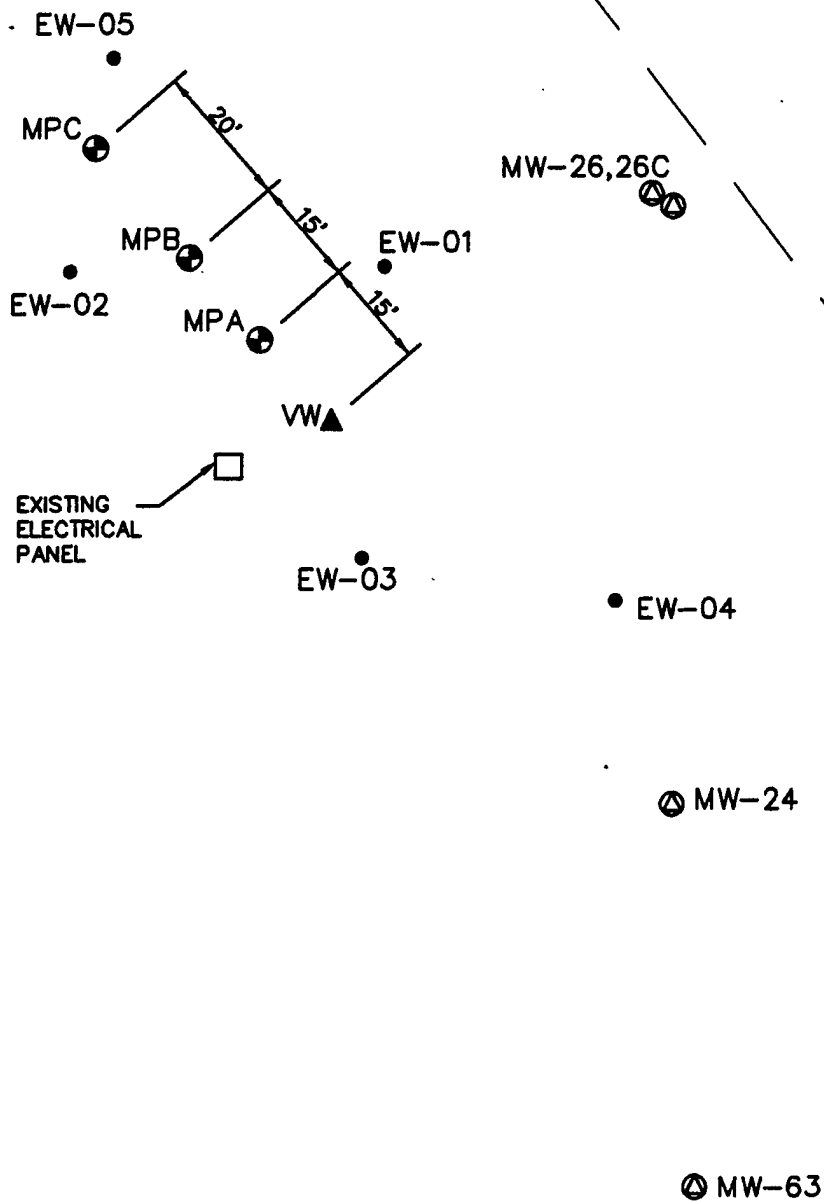 EW-05
20'
MPC
MW-26,26C
15'
MPB
EW-01
EW-02
15'
MPA
VW
EXISTING
ELECTRICAL
PANEL
EW-03
EW-04
MW-24
MW-63